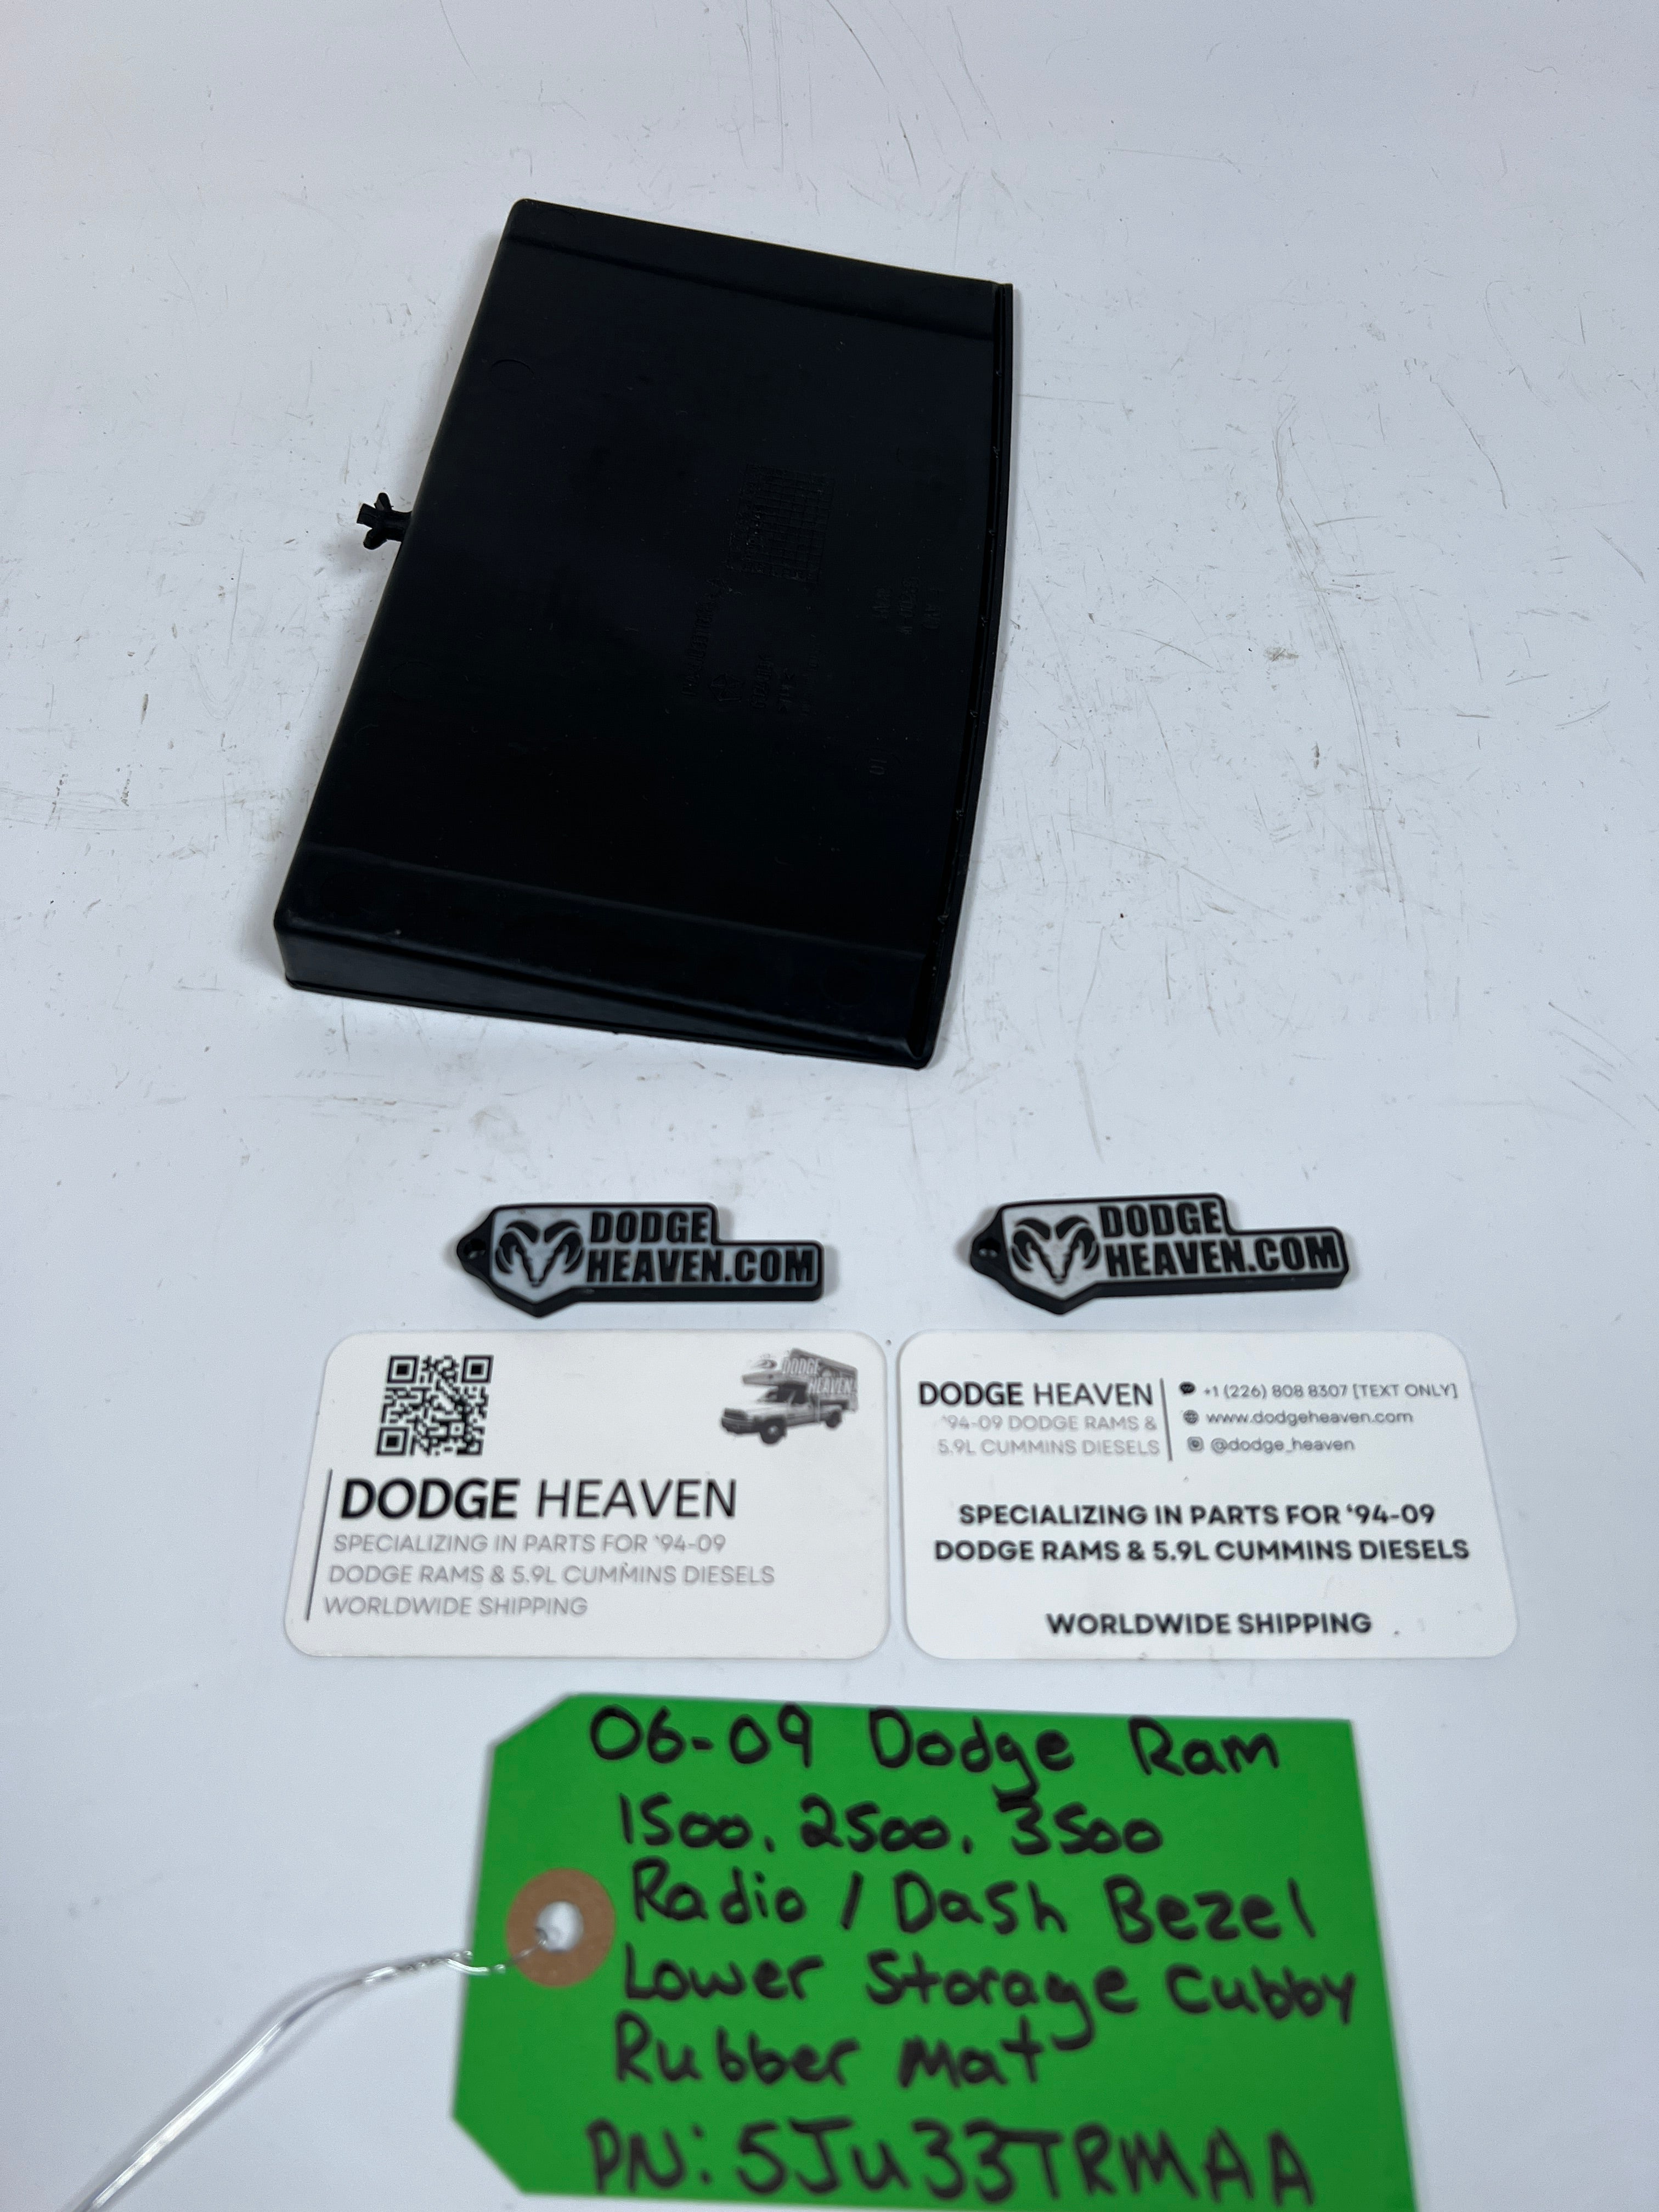 DODGE
HEAVEN.COM
DODGE
HEAVEN.COM
DODGE
HEAVEN
DODGE HEAVEN
SPECIALIZING IN PARTS FOR ‘94-09
DODGE RAMS & 5.9L CUMMINS DIESELS
WORLDWIDE SHIPPING
DODGE HEAVEN
‘94-09 DODGE RAMS &
5.9L CUMMINS DIESELS
+1 (226) 808 8307 [TEXT ONLY]
www.dodgeheaven.com
@dodge_heaven
SPECIALIZING IN PARTS FOR ‘94-09
DODGE RAMS & 5.9L CUMMINS DIESELS
WORLDWIDE SHIPPING
06-09 Dodge Ram
1500, 2500, 3500
Radio / Dash Bezel
Lower Storage Cubby
Rubber Mat
PN: 5Ju33TRMAA